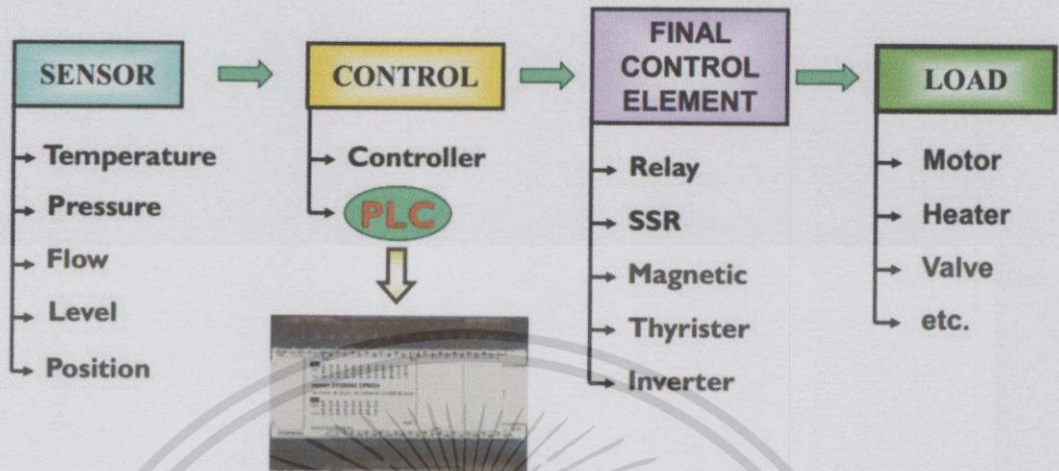 SENSOR
Temperature
Pressure
Flow
Level
Position
CONTROL
Controller
PLC
FINAL
CONTROL
ELEMENT
Relay
SSR
Magnetic
Thyrister
Inverter
LOAD
Motor
Heater
Valve
etc.